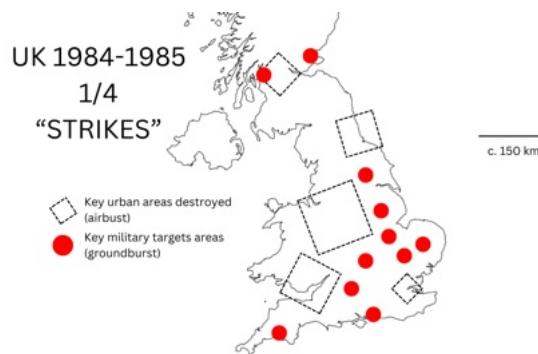 UK 1984-1985
1/4
“STRIKES”
Key urban areas destroyed
(airbust)
Key military targets areas
(groundburst)
c. 150 km